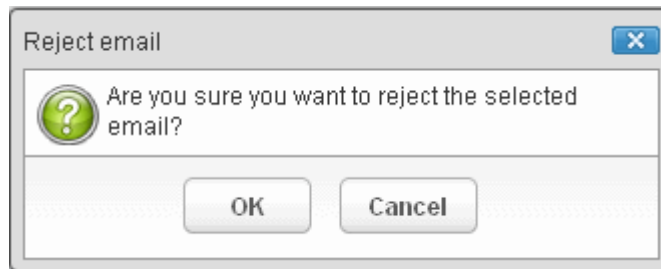 Reject email
Are you sure you want to reject the selected
email?
OK
Cancel